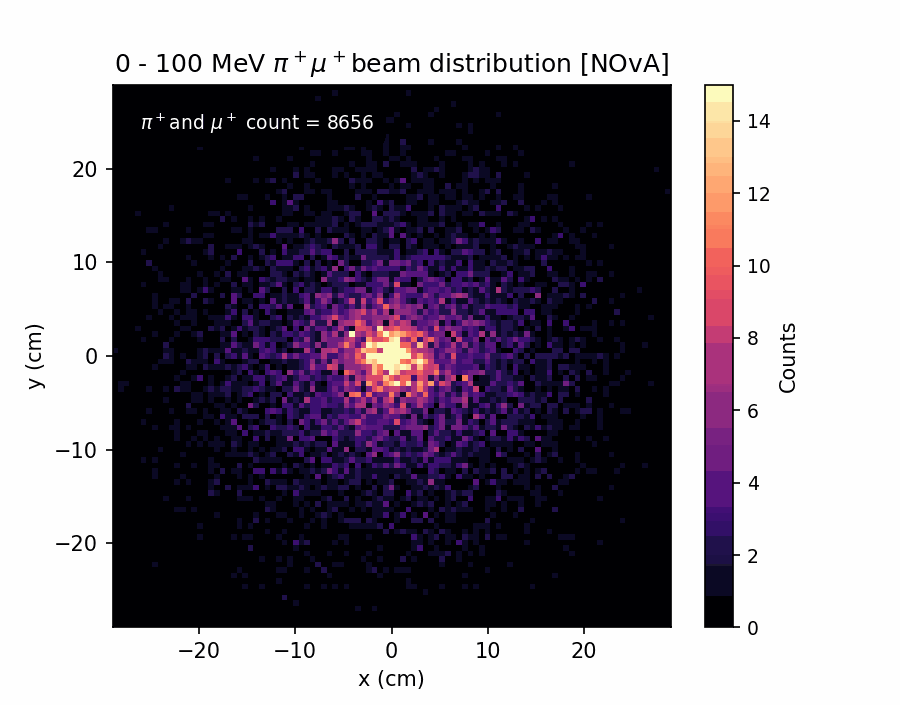 0 - 100 MeV π⁺μ⁺beam distribution [NOvA]
π⁺and μ⁺ count = 8656
20
10
0
−10
−20
y (cm)
−20 −10 0 10 20
x (cm)
14
12
10
8
6
4
2
0
Counts